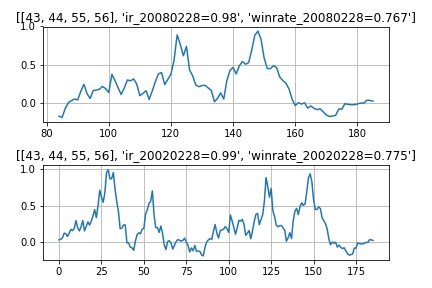 [[43, 44, 55, 56], 'ir_20080228=0.98', 'winrate_20080228=0.767']
1.0
0.5
0.0
80 100 120 140 160 180
[[43, 44, 55, 56], 'ir_20020228=0.99', 'winrate_20020228=0.775']
1.0
0.5
0.0
0 25 50 75 100 125 150 175